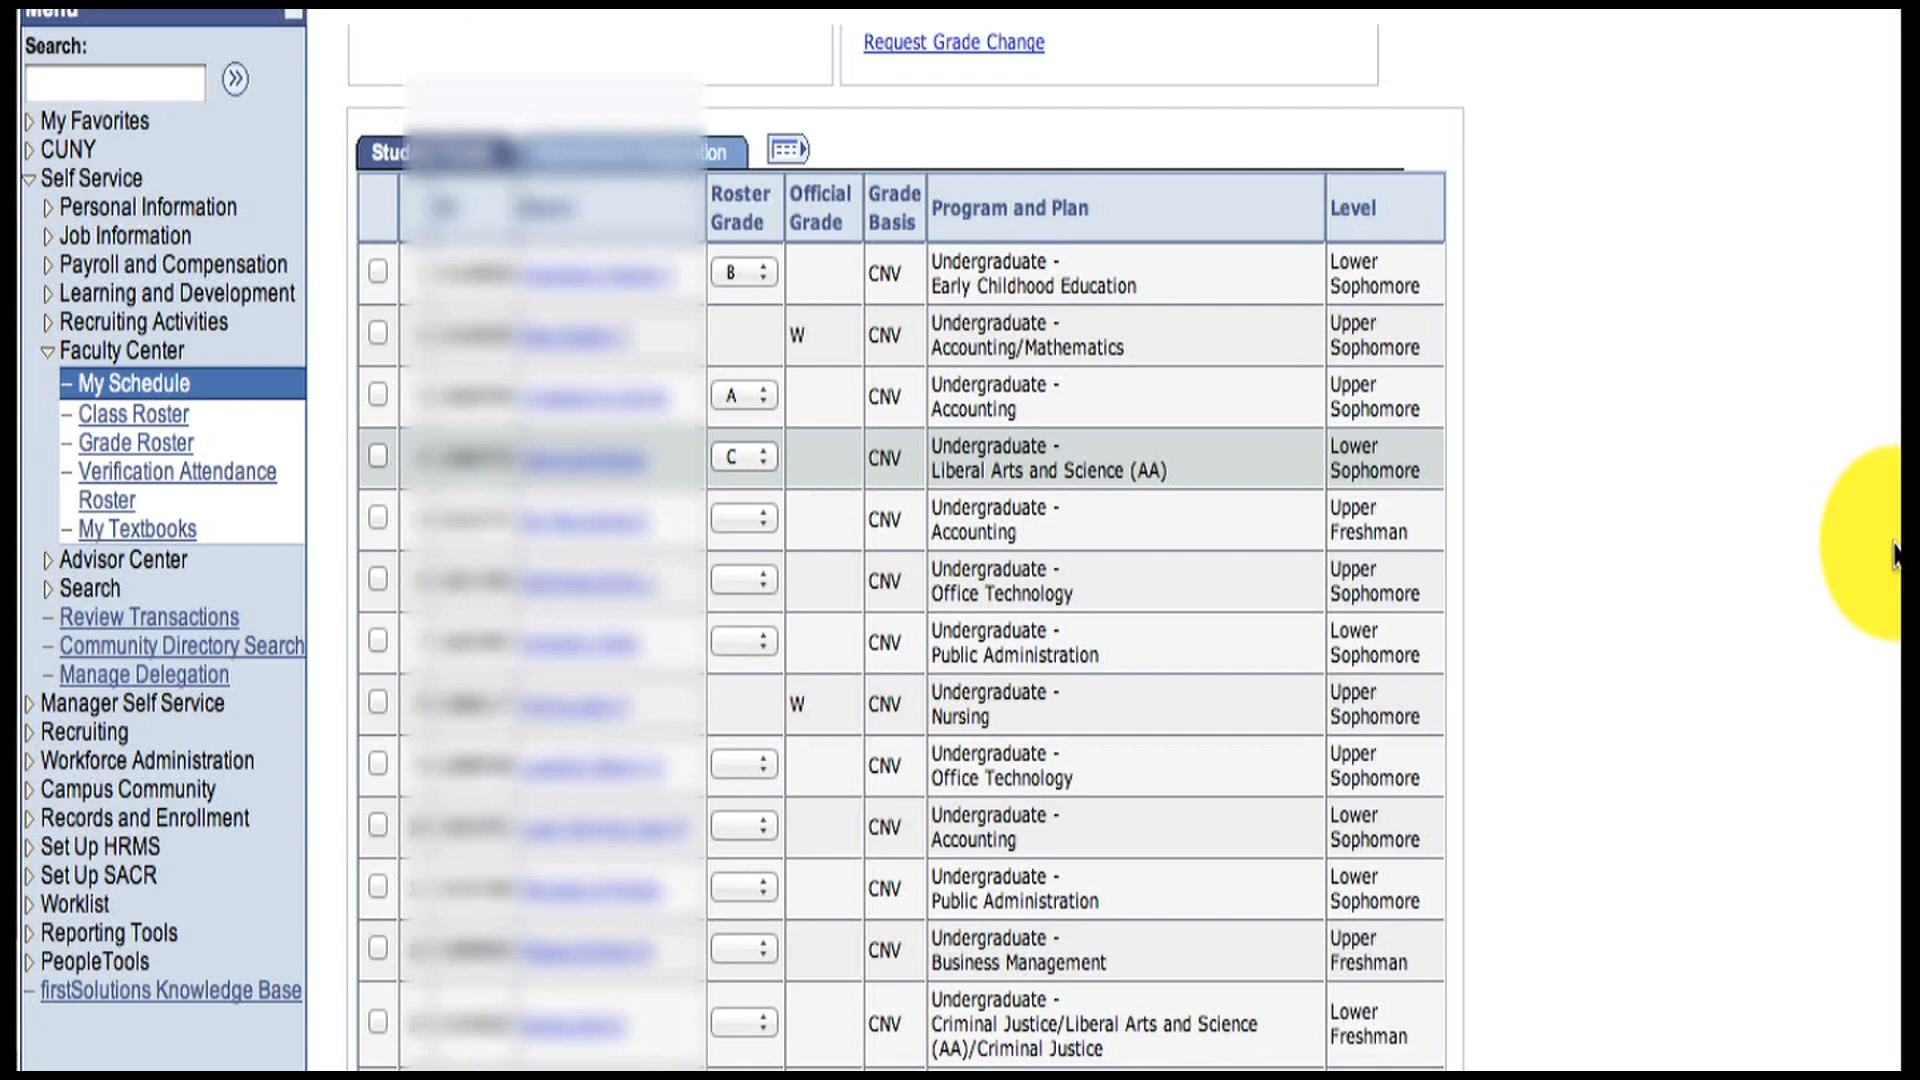 Menu
Search:
My Favorites
CUNY
Self Service
Personal Information
Job Information
Payroll and Compensation
Learning and Development
Recruiting Activities
Faculty Center
– My Schedule
– Class Roster
– Grade Roster
– Verification Attendance
Roster
– My Textbooks
Advisor Center
Search
– Review Transactions
– Community Directory Search
– Manage Delegation
Manager Self Service
Recruiting
Workforce Administration
Campus Community
Records and Enrollment
Set Up HRMS
Set Up SACR
Worklist
Reporting Tools
PeopleTools
– firstSolutions Knowledge Base
Request Grade Change
Roster Grade Official Grade Grade Basis Program and Plan Level
B CNV Undergraduate - Lower
Early Childhood Education Sophomore
W CNV Undergraduate - Upper
Accounting/Mathematics Sophomore
A CNV Undergraduate - Upper
Accounting Sophomore
C CNV Undergraduate - Lower
Liberal Arts and Science (AA) Sophomore
CNV Undergraduate - Upper
Accounting Freshman
CNV Undergraduate - Upper
Office Technology Sophomore
CNV Undergraduate - Lower
Public Administration Sophomore
W CNV Undergraduate - Upper
Nursing Sophomore
CNV Undergraduate - Upper
Office Technology Sophomore
CNV Undergraduate - Lower
Accounting Sophomore
CNV Undergraduate - Lower
Public Administration Sophomore
CNV Undergraduate - Upper
Business Management Freshman
CNV Undergraduate - Lower
Criminal Justice/Liberal Arts and Science Freshman
(AA)/Criminal Justice